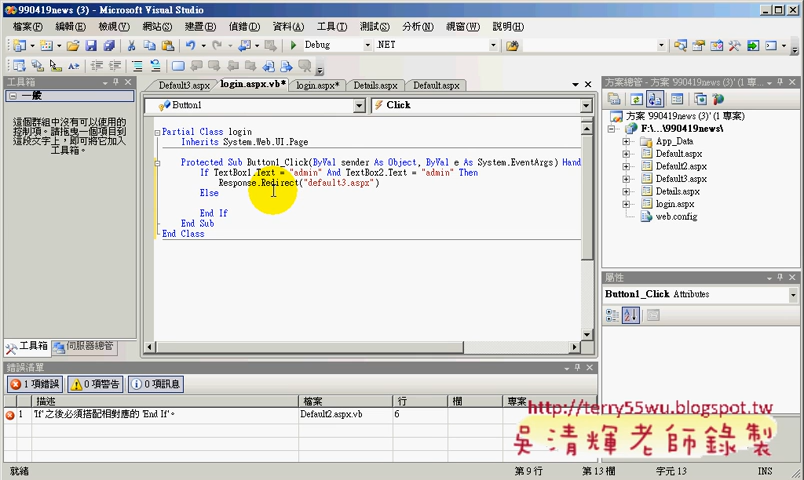 990419news (3) - Microsoft Visual Studio
檔案(F) 編輯(E) 檢視(V) 網站(S) 建置(B) 偵錯(D) 資料(A) 工具(T) 測試(S) 分析(N) 視窗(W) 說明(H)
Debug .NET
工具箱
一般
這個群組中沒有可以使用的
控制項。請拖曳一個項目到
這段文字上,即可將它加入
工具箱。
工具箱 伺服器總管
Default3.aspx login.aspx.vb* login.aspx* Details.aspx Default.aspx
Button1 Click
Partial Class login
Inherits System.Web.UI.Page
Protected Sub Button1_Click(ByVal sender As Object, ByVal e As System.EventArgs) Hand
If TextBox1.Text = "admin" And TextBox2.Text = "admin" Then
Response.Redirect("default3.aspx")
Else
End If
End Sub
End Class
方案總管 - 方案 '990419news (3)' (1 專...
方案 '990419news (3)' (1 專案)
F:\...\990419news\
App_Data
Default.aspx
Default2.aspx
Default3.aspx
Details.aspx
login.aspx
web.config
屬性
Button1_Click Attributes
錯誤清單
1 項錯誤 0 項警告 0 項訊息
描述 檔案 行 欄 專案
1 'If' 之後必須搭配相對應的 'End If'。 Default2.aspx.vb 6
http://terry55wu.blogspot.tw
吳清輝老師錄製
就緒 第 9 行 第 13 欄 字元 13 INS